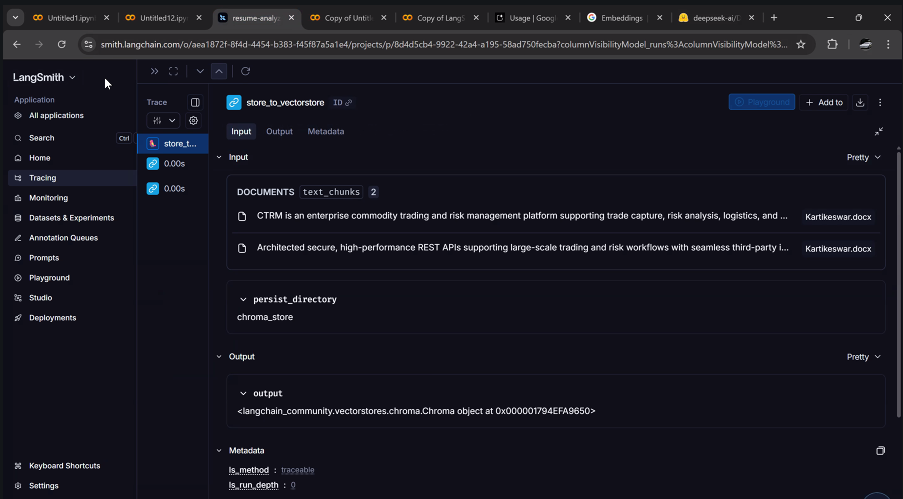 Untitled1.ipyn
Untitled12.ipy
resume-analy
Copy of Untit
Copy of LangS
Usage | Googl
Embeddings
deepseek-ai/D
smith.langchain.com/o/aea1872f-8f4d-4454-b383-f45f87a5a1e4/projects/p/8d4d5cb4-9922-42a4-a195-58ad750fecba?columnVisibilityModel_runs%3Acolumn​Visibility​Model%3...
LangSmith
Application
All applications
Search
Ctrl
Home
Tracing
Monitoring
Datasets & Experiments
Annotation Queues
Prompts
Playground
Studio
Deployments
Keyboard Shortcuts
Settings
Trace
store_t...
0.00s
0.00s
store_to_vectorstore ID
Playground
Add to
Input Output Metadata
Input
Pretty
DOCUMENTS text_chunks 2
CTRM is an enterprise commodity trading and risk management platform supporting trade capture, risk analysis, logistics, and ... Kartikeswar.docx
Architected secure, high-performance REST APIs supporting large-scale trading and risk workflows with seamless third-party i... Kartikeswar.docx
persist_directory
chroma_store
Output
Pretty
output
<langchain_community.vectorstores.chroma.Chroma object at 0x000001794EFA9650>
Metadata
ls_method : traceable
ls_run_depth : 0